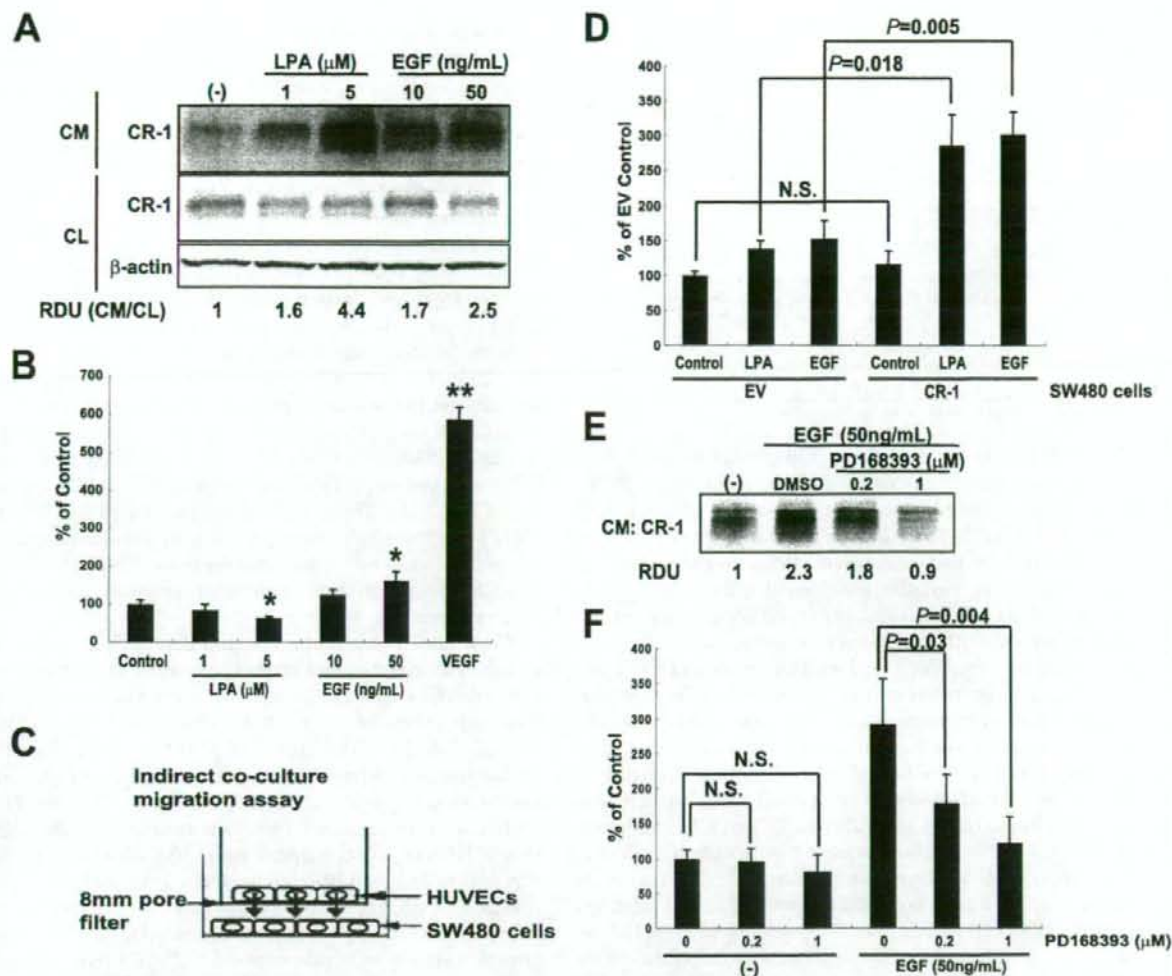 A
LPA (µM) EGF (ng/mL)
(-) 1 5 10 50
CM CR-1
CL CR-1
β-actin
RDU (CM/CL) 1 1.6 4.4 1.7 2.5
B
700
600
500
400
300
200
100
0
% of Control
* * **
Control 1 5 10 50 VEGF
LPA (µM) EGF (ng/mL)
C
Indirect co-culture
migration assay
8mm pore
filter
HUVECs
SW480 cells
D
P=0.005
P=0.018
N.S.
400
350
300
250
200
150
100
50
0
% of EV Control
Control LPA EGF Control LPA EGF
EV CR-1 SW480 cells
E
EGF (50ng/mL)
PD168393 (µM)
(-) DMSO 0.2 1
CM: CR-1
RDU 1 2.3 1.8 0.9
F
P=0.004
P=0.03
N.S.
N.S.
400
350
300
250
200
150
100
50
0
% of Control
0 0.2 1 0 0.2 1 PD168393 (µM)
(-) EGF (50ng/mL)